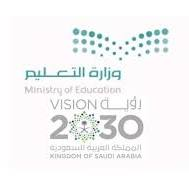 وزارة التعليم
Ministry of Education
VISION رؤية
2030
المملكة العربية السعودية
KINGDOM OF SAUDI ARABIA